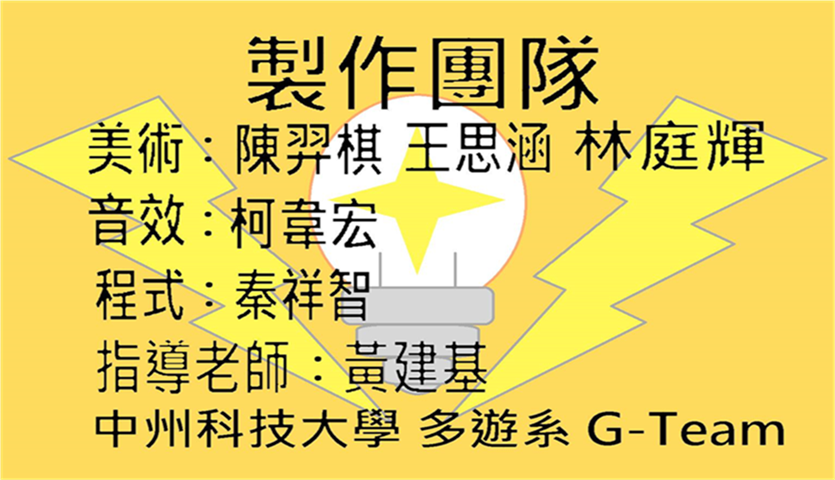 製作團隊
美術：陳羿棋 王思涵 林庭輝
音效：柯韋宏
程式：秦祥智
指導老師：黃建基
中州科技大學 多遊系 G-Team